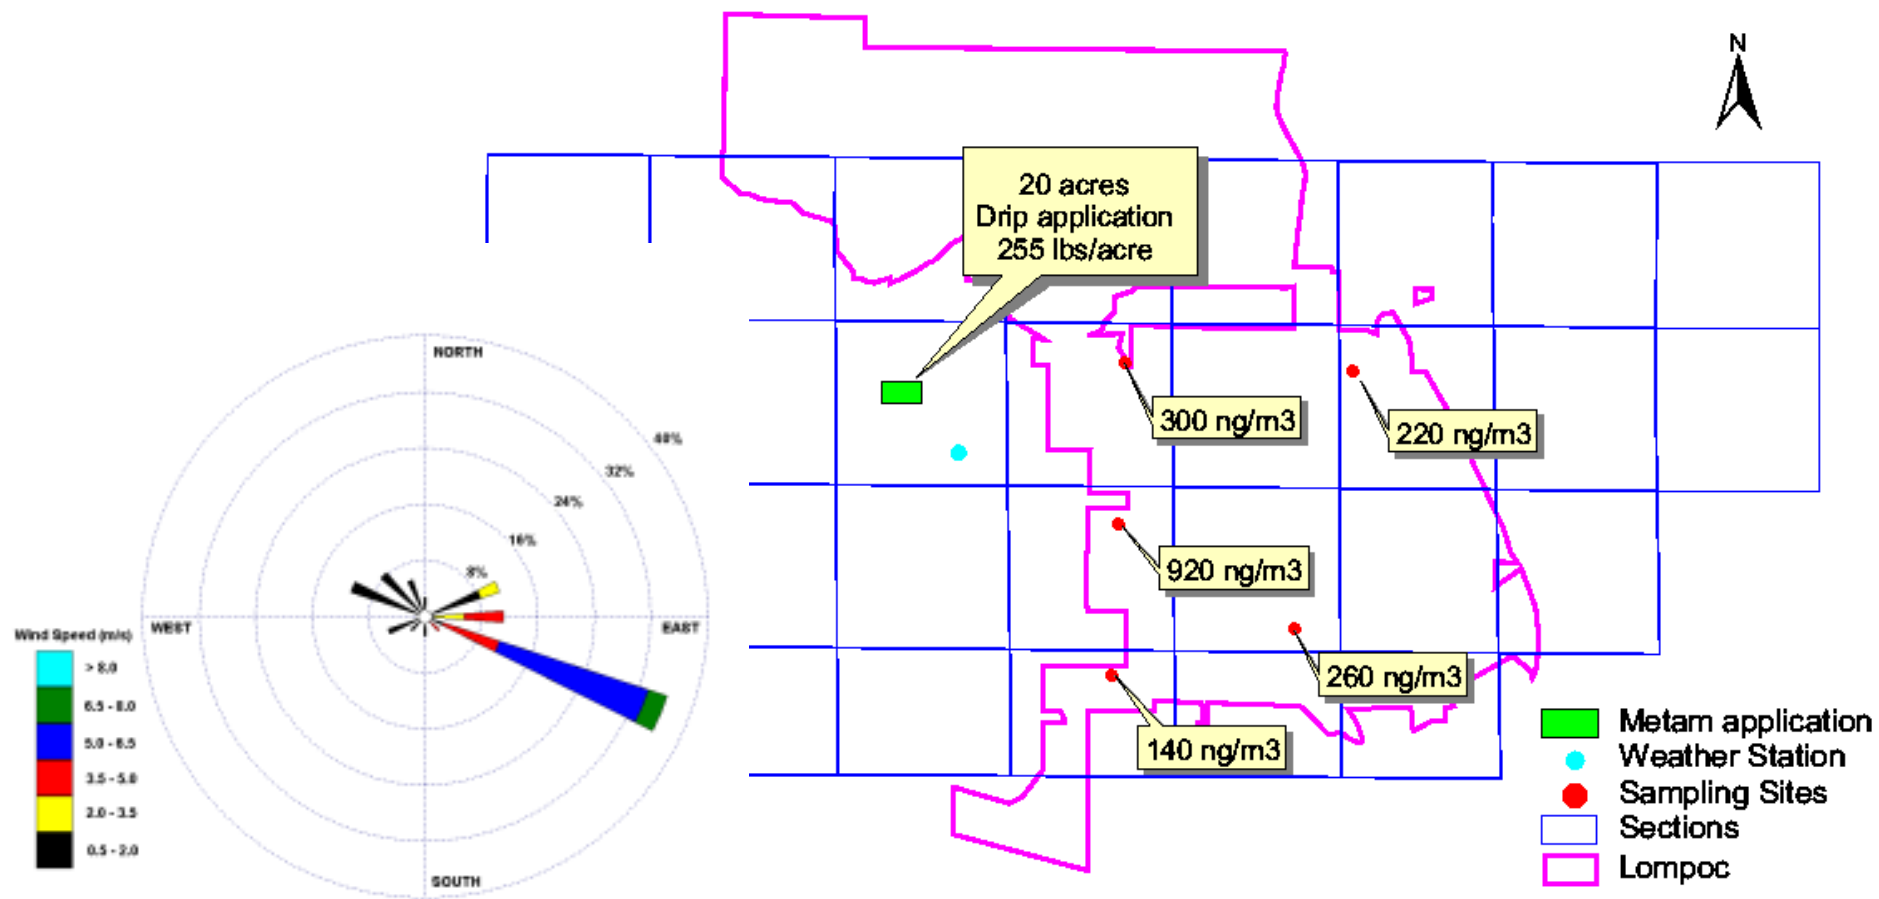 N
20 acres
Drip application
255 lbs/acre
300 ng/m3
220 ng/m3
920 ng/m3
260 ng/m3
140 ng/m3
NORTH
40%
32%
24%
16%
8%
WEST
EAST
SOUTH
Wind Speed (m/s)
> 8.0
6.5 - 8.0
5.0 - 6.5
3.5 - 5.0
2.0 - 3.5
0.5 - 2.0
Metam application
Weather Station
Sampling Sites
Sections
Lompoc